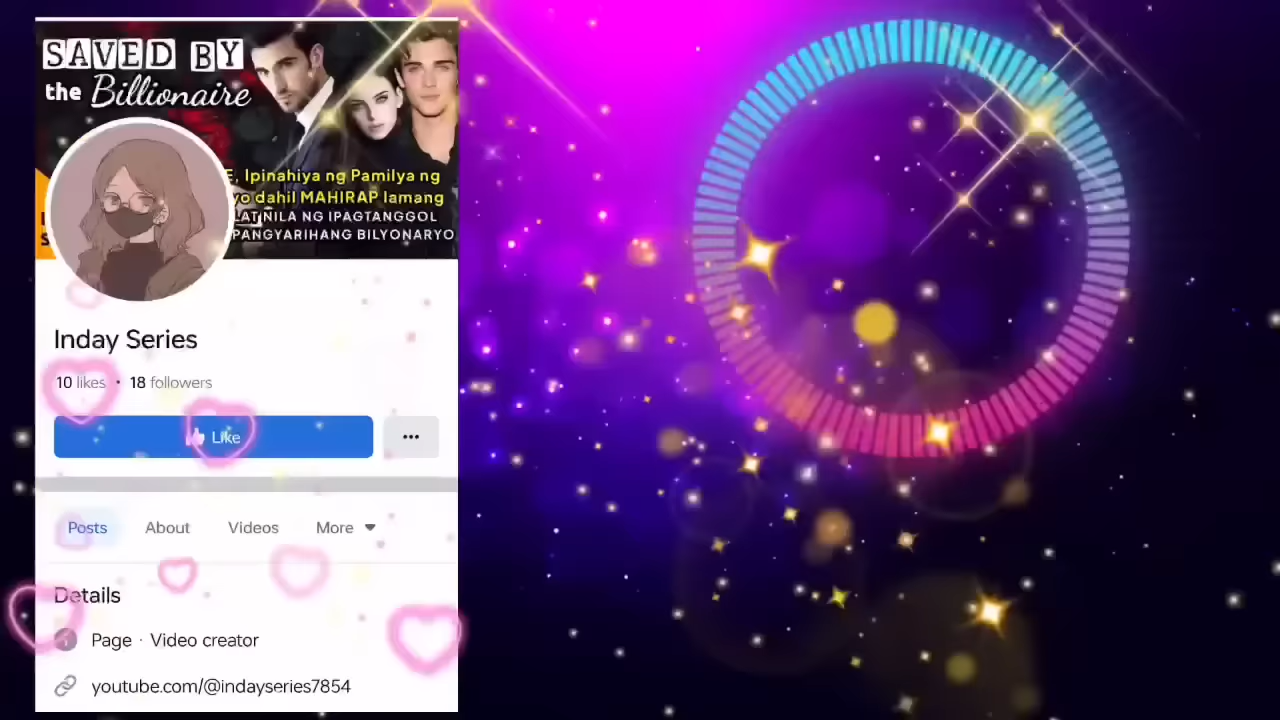 SAVED BY
the Billionaire
E, Ipinahiya ng Pamilya ng
yo dahil MAHIRAP lamang
LAT NILA NG IPAGTANGGOL
PANGYARIHANG BILYONARYO
Inday Series
10 likes • 18 followers
Like
Posts About Videos More
Details
Page · Video creator
youtube.com/@indayseries7854